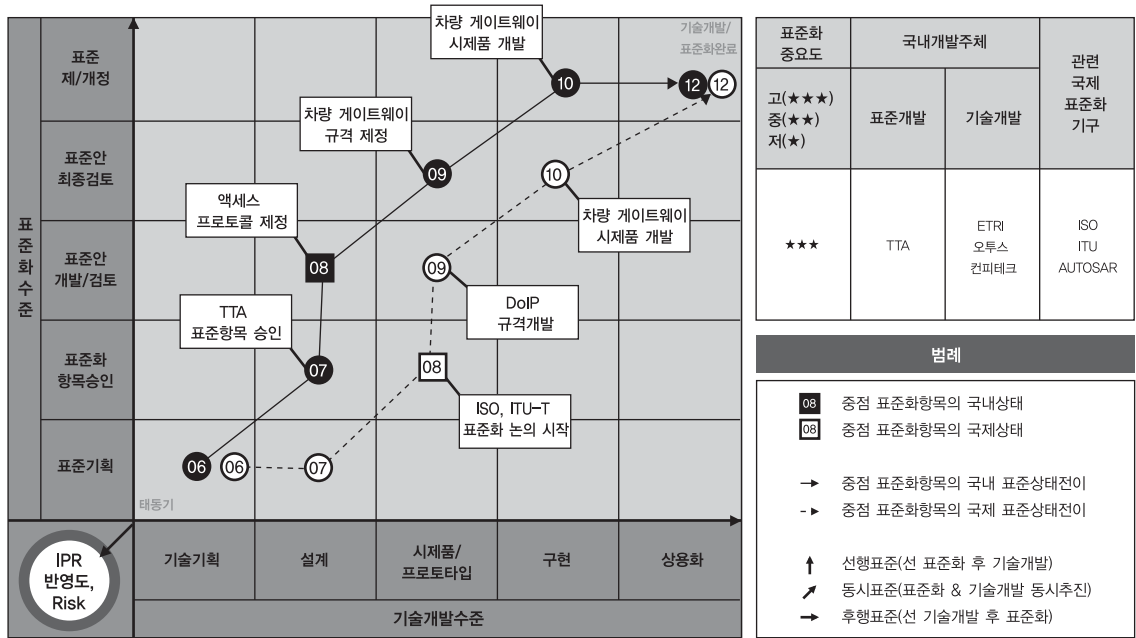 차량 게이트웨이
시제품 개발
기술개발/
표준화완료
표준
제/개정
10
12
12
차량 게이트웨이
규격 제정
표준안
최종검토
09
10
액세스
프로토콜 제정
차량 게이트웨이
시제품 개발
표준화수준
표준안
개발/검토
08
09
TTA
표준항목 승인
DoIP
규격개발
표준화
항목승인
07
08
ISO, ITU-T
표준화 논의 시작
표준기획
06
06
07
태동기
IPR
반영도,
Risk
기술기획
설계
시제품/
프로토타입
구현
상용화
기술개발수준
표준화
중요도
국내개발주체
관련
국제
표준화
기구
고(★★★)
중(★★)
저(★)
표준개발
기술개발
★★★
TTA
ETRI
오투스
컨피테크
ISO
ITU
AUTOSAR
범례
08 중점 표준화항목의 국내상태
08 중점 표준화항목의 국제상태
중점 표준화항목의 국내 표준상태전이
중점 표준화항목의 국제 표준상태전이
선행표준(선 표준화 후 기술개발)
동시표준(표준화 & 기술개발 동시추진)
후행표준(선 기술개발 후 표준화)